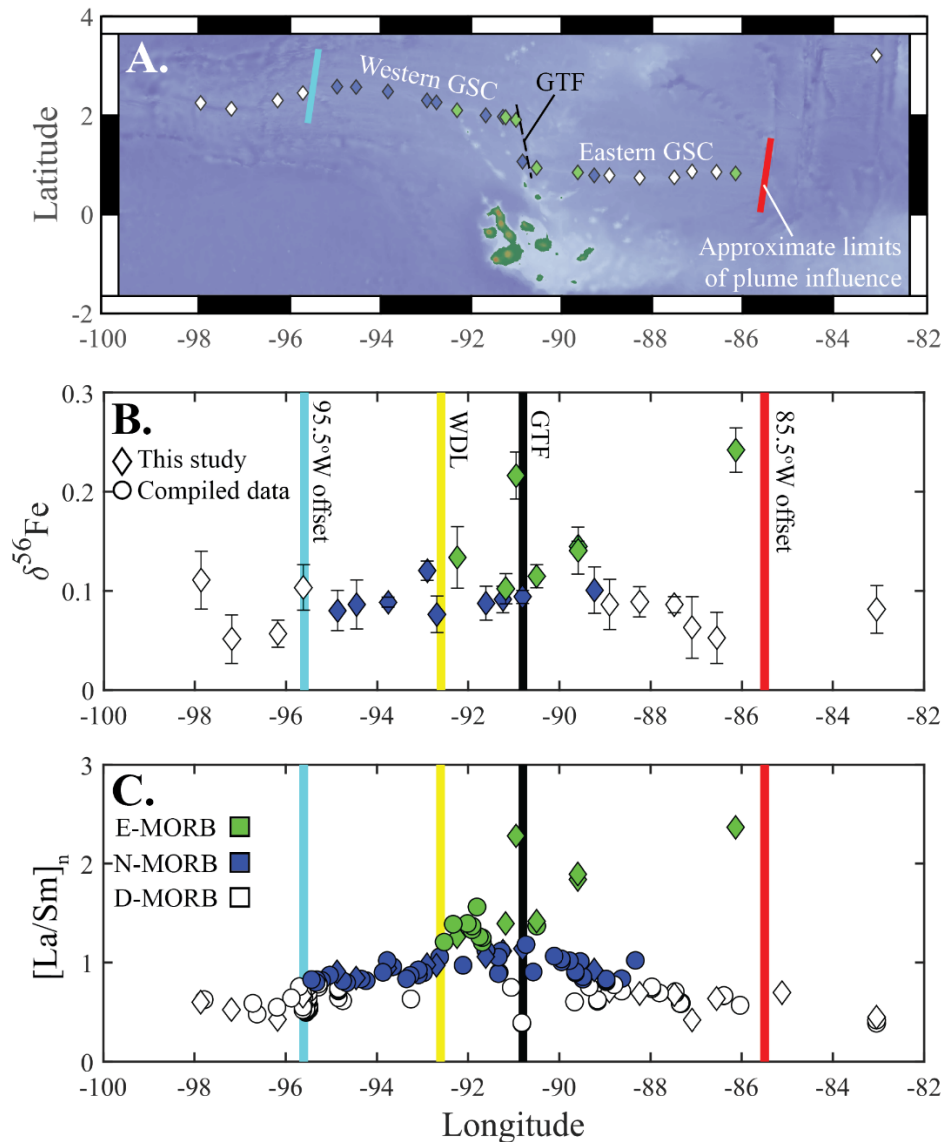 A.
Western GSC
GTF
Eastern GSC
Approximate limits
of plume influence
Latitude
4
2
0
-2
-100
-98
-96
-94
-92
-90
-88
-86
-84
-82
B.
This study
Compiled data
95.5°W offset
WDL
GTF
85.5°W offset
δ⁵⁶Fe
0.3
0.2
0.1
0
-100
-98
-96
-94
-92
-90
-88
-86
-84
-82
C.
E-MORB
N-MORB
D-MORB
[La/Sm]ₙ
3
2
1
0
-100
-98
-96
-94
-92
-90
-88
-86
-84
-82
Longitude